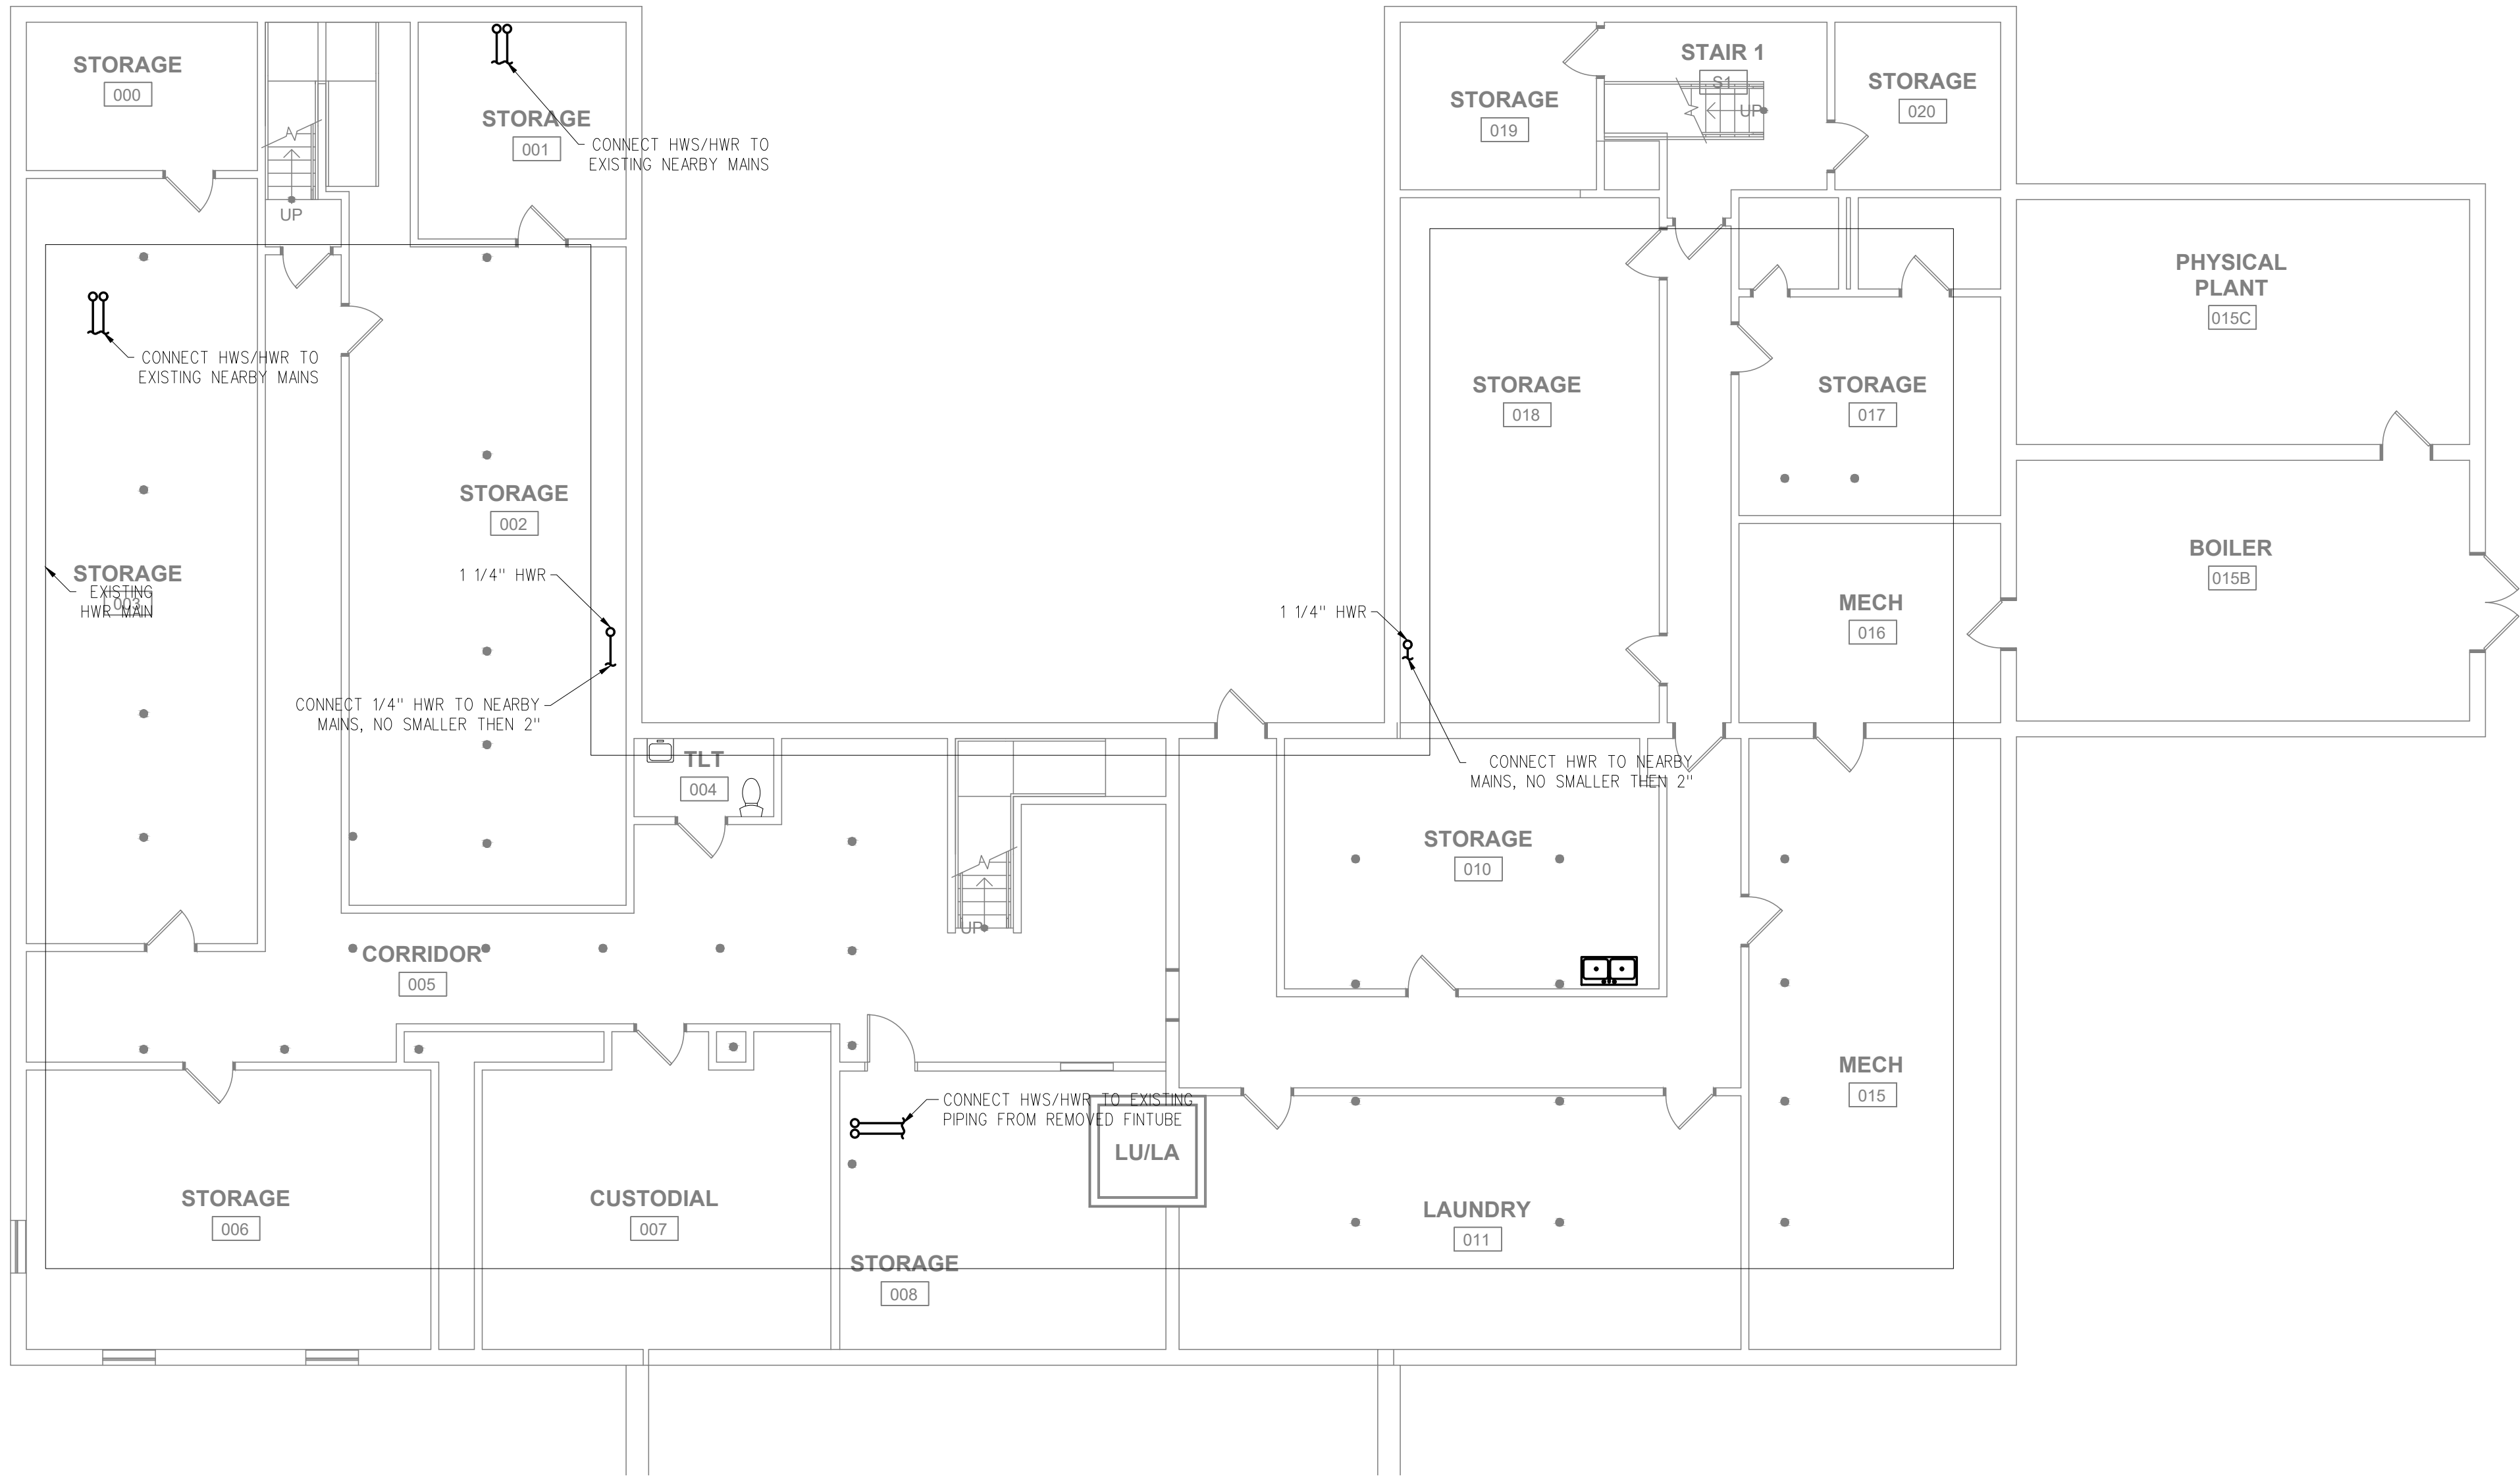 STORAGE
000
STORAGE
001
CONNECT HWS/HWR TO
EXISTING NEARBY MAINS
UP
STORAGE
019
STAIR 1
S1
UP
STORAGE
020
PHYSICAL
PLANT
015C
CONNECT HWS/HWR TO
EXISTING NEARBY MAINS
STORAGE
002
STORAGE
003
EXISTING
HWR MAIN
1 1/4" HWR
CONNECT 1/4" HWR TO NEARBY
MAINS, NO SMALLER THEN 2"
STORAGE
018
STORAGE
017
BOILER
015B
MECH
016
1 1/4" HWR
CONNECT HWR TO NEARBY
MAINS, NO SMALLER THEN 2"
TLT
004
UP
STORAGE
010
CORRIDOR
005
MECH
015
CONNECT HWS/HWR TO EXISTING
PIPING FROM REMOVED FINTUBE
LU/LA
STORAGE
006
CUSTODIAL
007
STORAGE
008
LAUNDRY
011